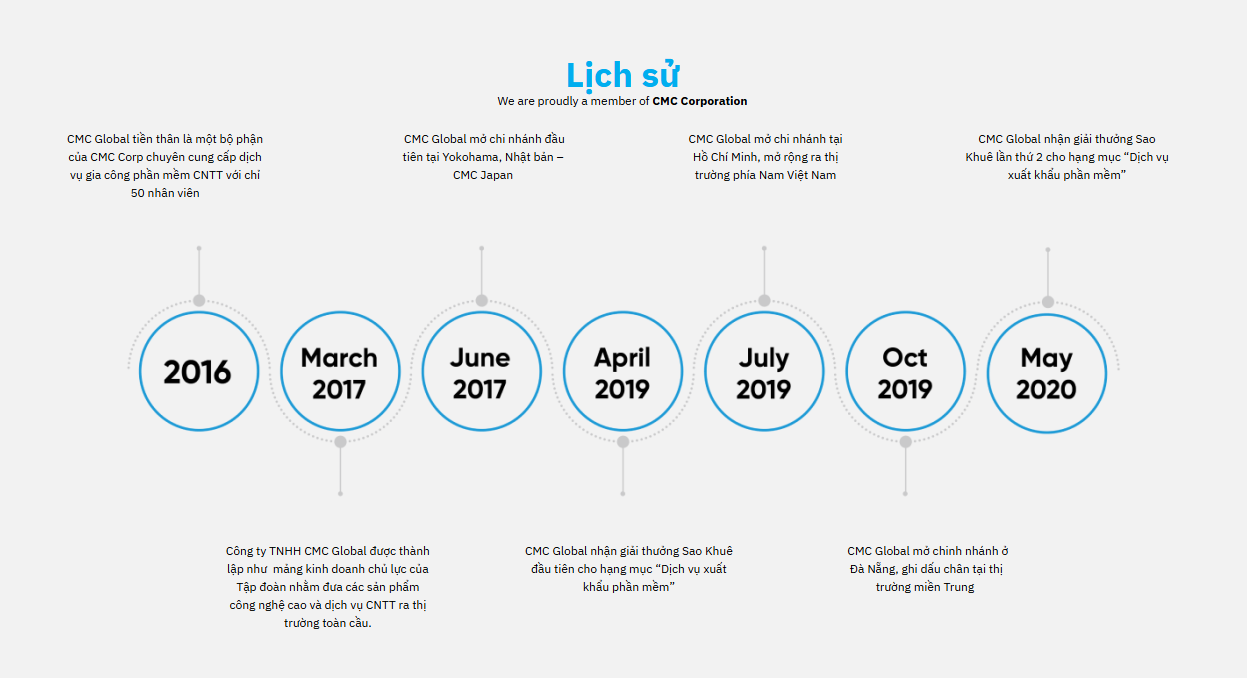 Lịch sử
We are proudly a member of CMC Corporation
CMC Global tiền thân là một bộ phận
của CMC Corp chuyên cung cấp dịch
vụ gia công phần mềm CNTT với chỉ
50 nhân viên
CMC Global mở chi nhánh đầu
tiên tại Yokohama, Nhật bản –
CMC Japan
CMC Global mở chi nhánh tại
Hồ Chí Minh, mở rộng ra thị
trường phía Nam Việt Nam
CMC Global nhận giải thưởng Sao
Khuê lần thứ 2 cho hạng mục “Dịch vụ
xuất khẩu phần mềm”
2016
March
2017
June
2017
April
2019
July
2019
Oct
2019
May
2020
Công ty TNHH CMC Global được thành
lập như  mảng kinh doanh chủ lực của
Tập đoàn nhằm đưa các sản phẩm
công nghệ cao và dịch vụ CNTT ra thị
trường toàn cầu.
CMC Global nhận giải thưởng Sao Khuê
đầu tiên cho hạng mục “Dịch vụ xuất
khẩu phần mềm”
CMC Global mở chinh nhánh ở
Đà Nẵng, ghi dấu chân tại thị
trường miền Trung